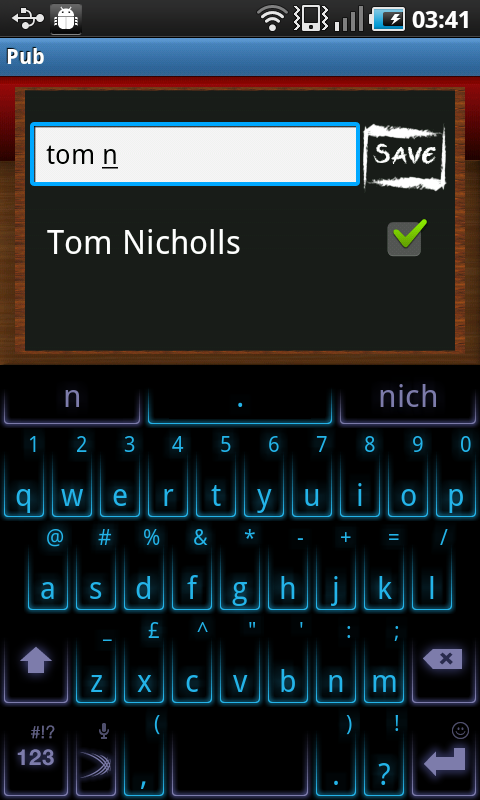 03:41
Pub
tom n
SAVE
Tom Nicholls
n . nich
1 2 3 4 5 6 7 8 9 0
q w e r t y u i o p
@ # % & * - + = /
a s d f g h j k l
_ £ ^ " ' : ;
z x c v b n m
#!? ( ) !
123 , . ?